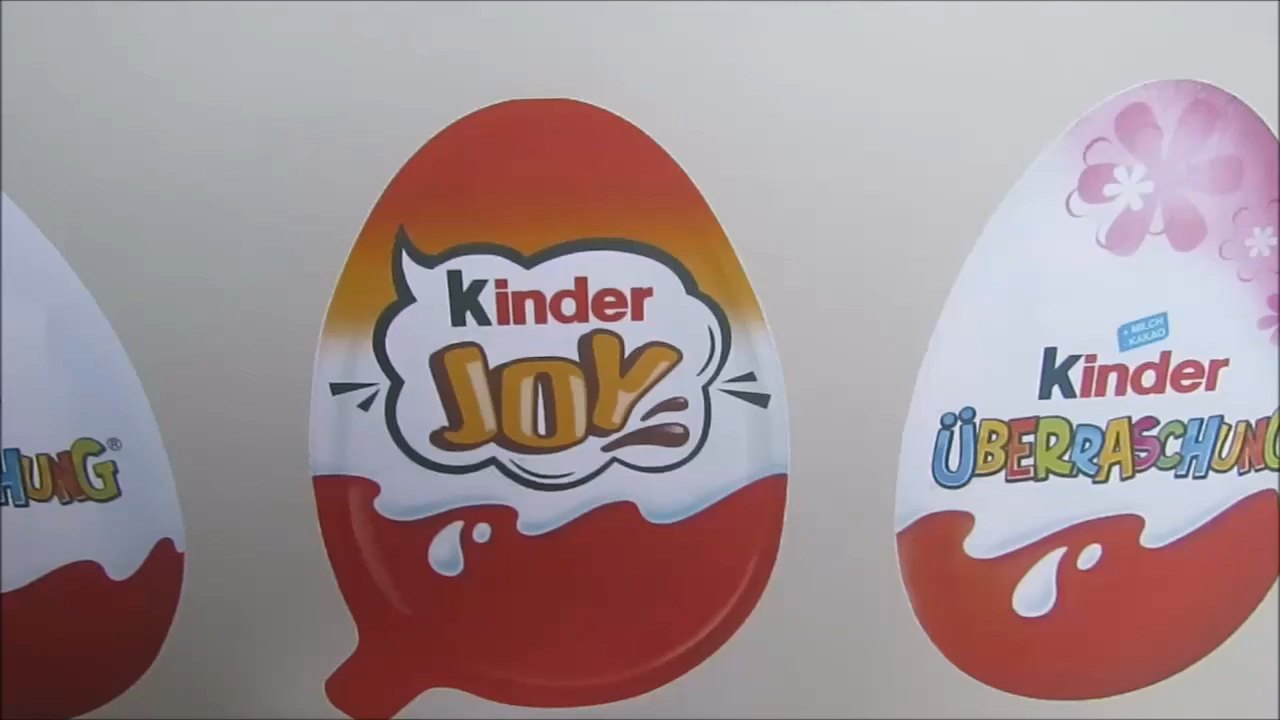 HUNG®
kinder
JOY
+ MILCH
- KAKAO
kinder
ÜBERRASCHUNG